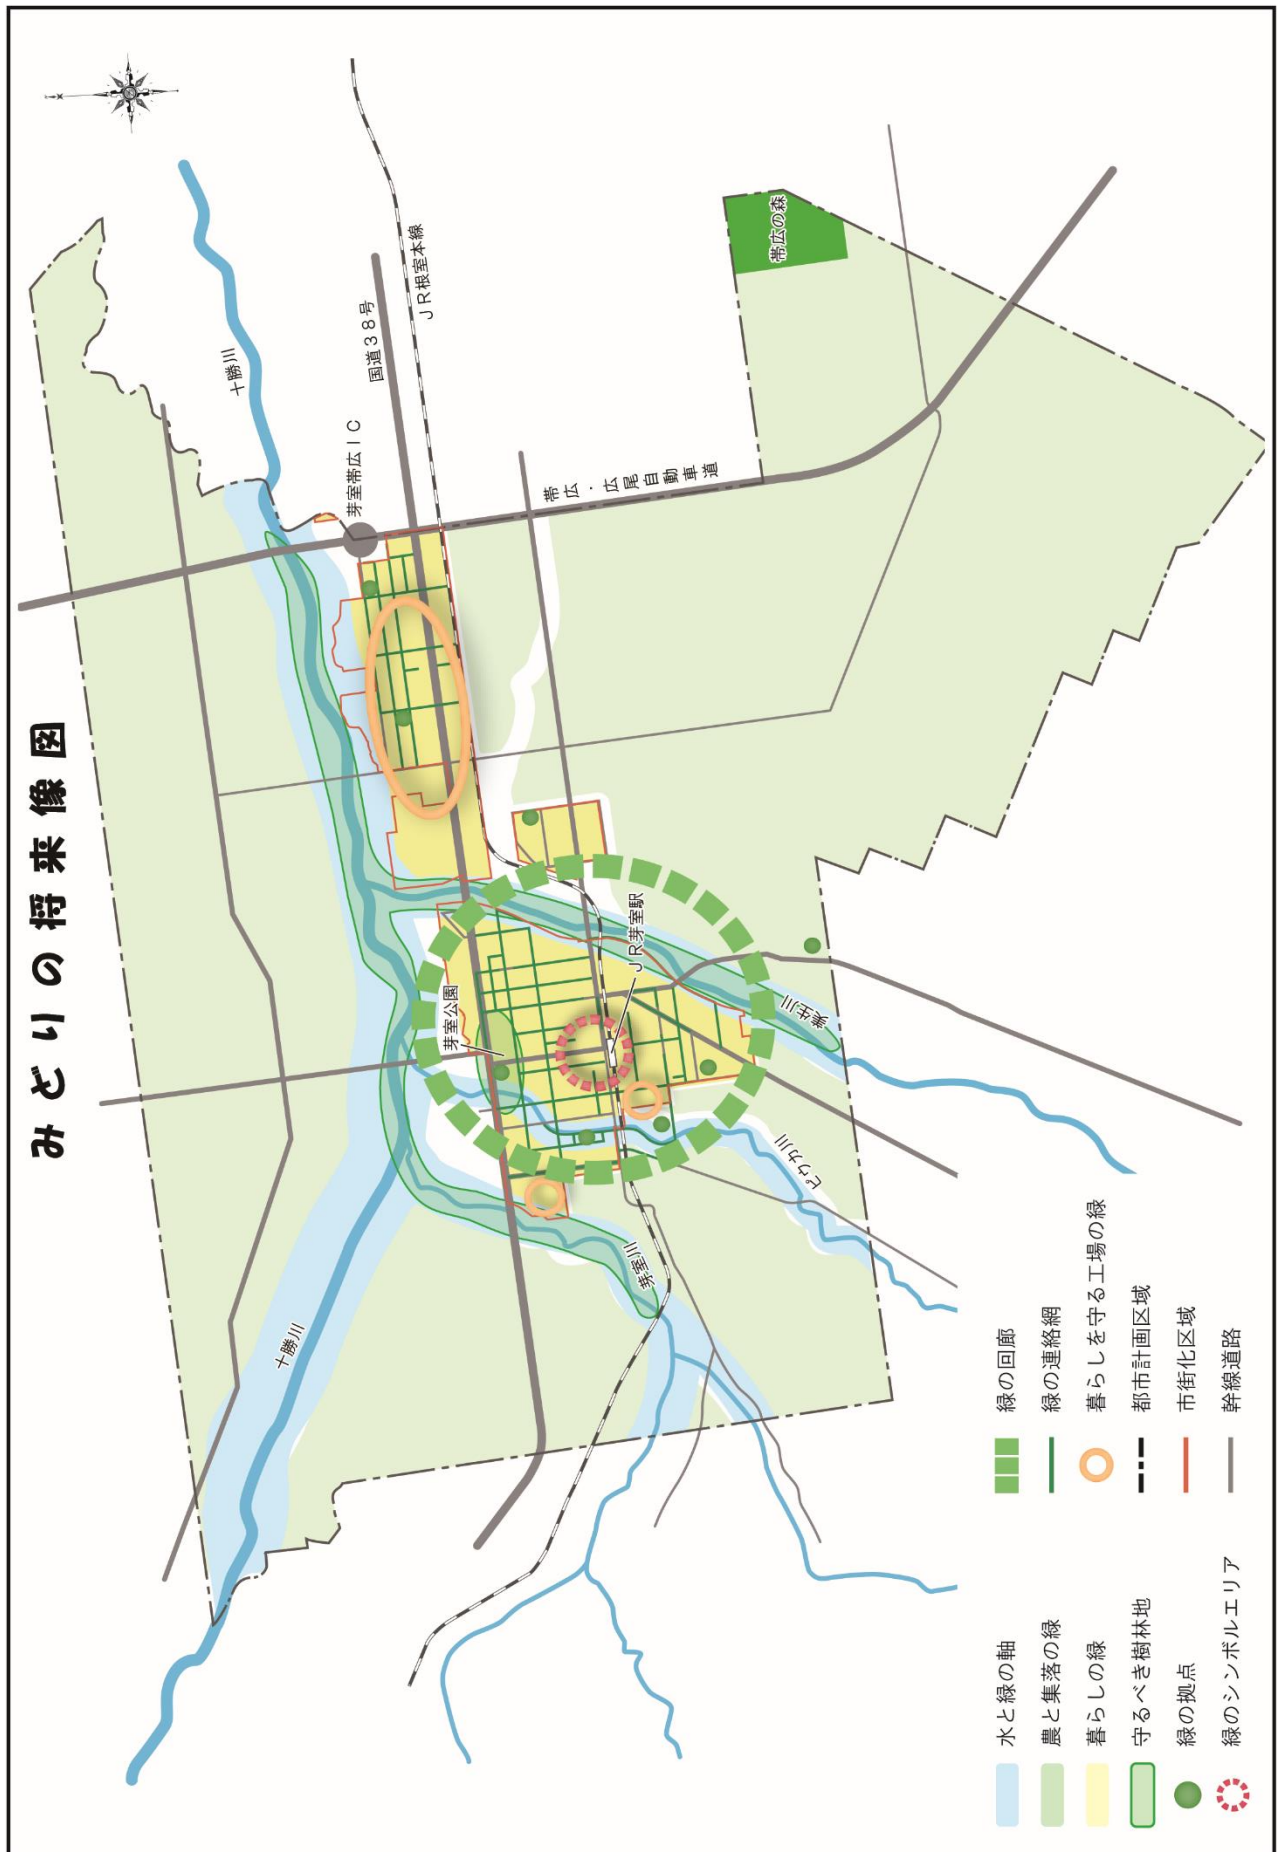 みどりの将来像図
十勝川
国道38号
JR根室本線
芽室帯広IC
帯広の森
帯広・広尾自動車道
芽室公園
JR芽室駅
美生川
ピウカ川
芽室川
十勝川
水と緑の軸
農と集落の緑
暮らしの緑
守るべき樹林地
緑の拠点
緑のシンボルエリア
緑の回廊
緑の連絡網
暮らしを守る工場の緑
都市計画区域
市街化区域
幹線道路